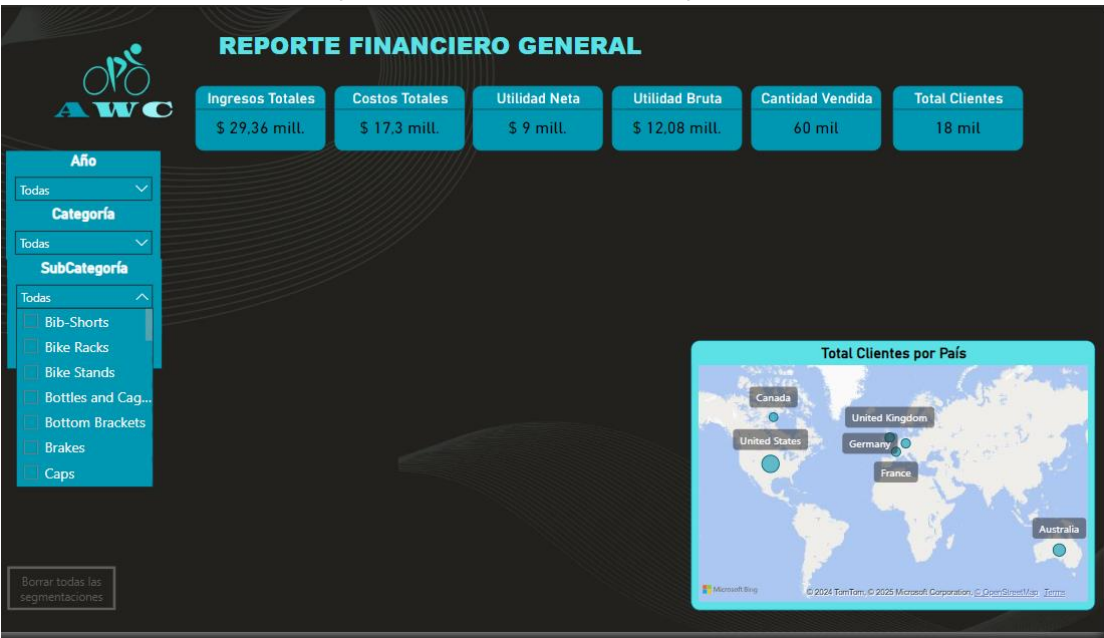 REPORTE FINANCIERO GENERAL
AWC
Ingresos Totales
$ 29,36 mill.
Costos Totales
$ 17,3 mill.
Utilidad Neta
$ 9 mill.
Utilidad Bruta
$ 12,08 mill.
Cantidad Vendida
60 mil
Total Clientes
18 mil
Año
Todas
Categoría
Todas
SubCategoría
Todas
Bib-Shorts
Bike Racks
Bike Stands
Bottles and Cag...
Bottom Brackets
Brakes
Caps
Borrar todas las
segmentaciones
Total Clientes por País
Canada
United Kingdom
United States
Germany
France
Australia
Microsoft Bing
© 2024 TomTom, © 2025 Microsoft Corporation, © OpenStreetMap Terms